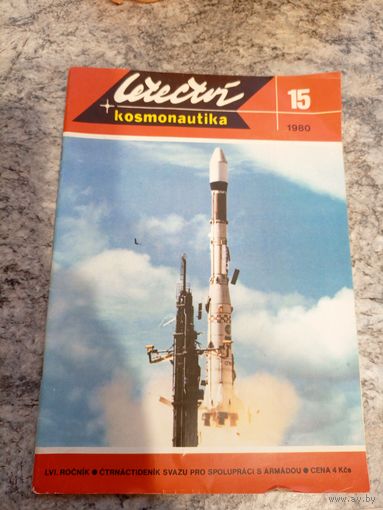 Letectví
+ kosmonautika
15
1980
LVI. ROČNÍK ● ČTRNÁCTIDENÍK SVAZU PRO SPOLUPRÁCI S ARMÁDOU ● CENA 4 Kčs
www.ay.by